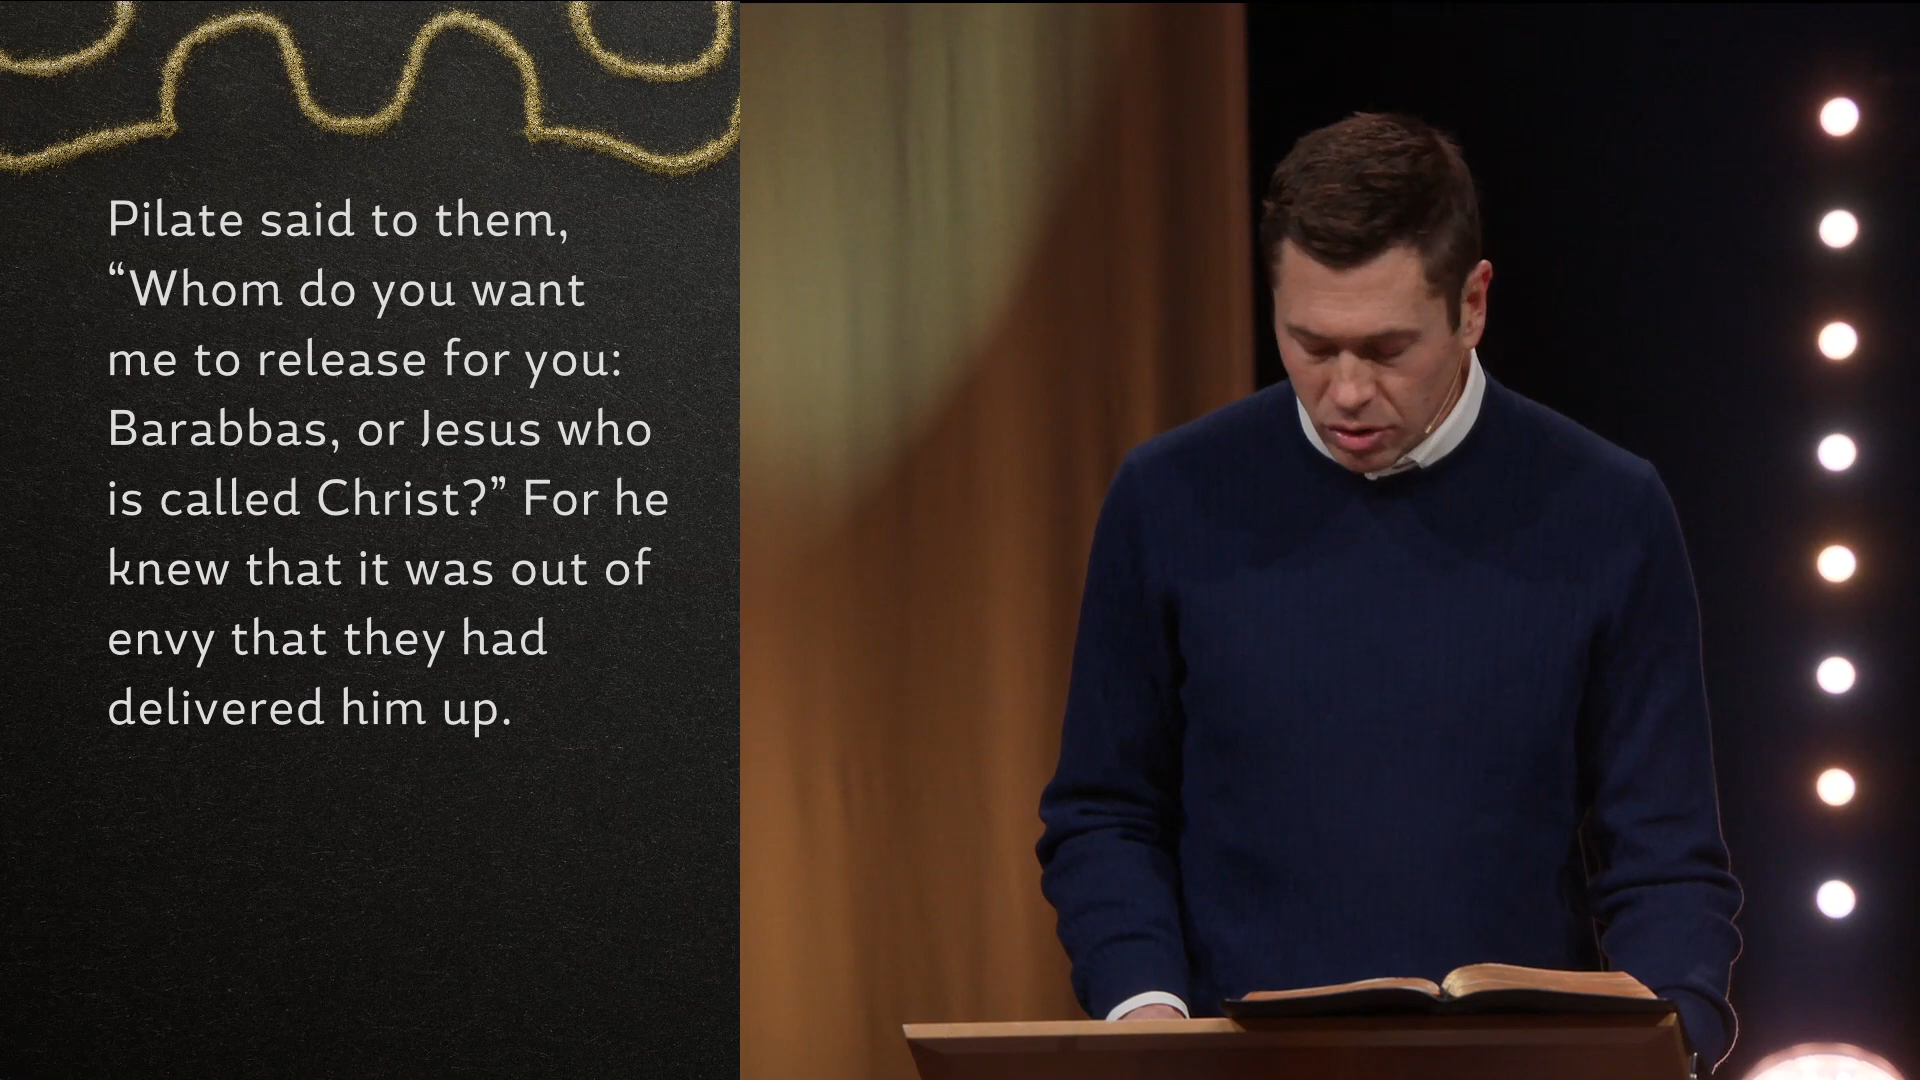 Pilate said to them,
“Whom do you want
me to release for you:
Barabbas, or Jesus who
is called Christ?” For he
knew that it was out of
envy that they had
delivered him up.